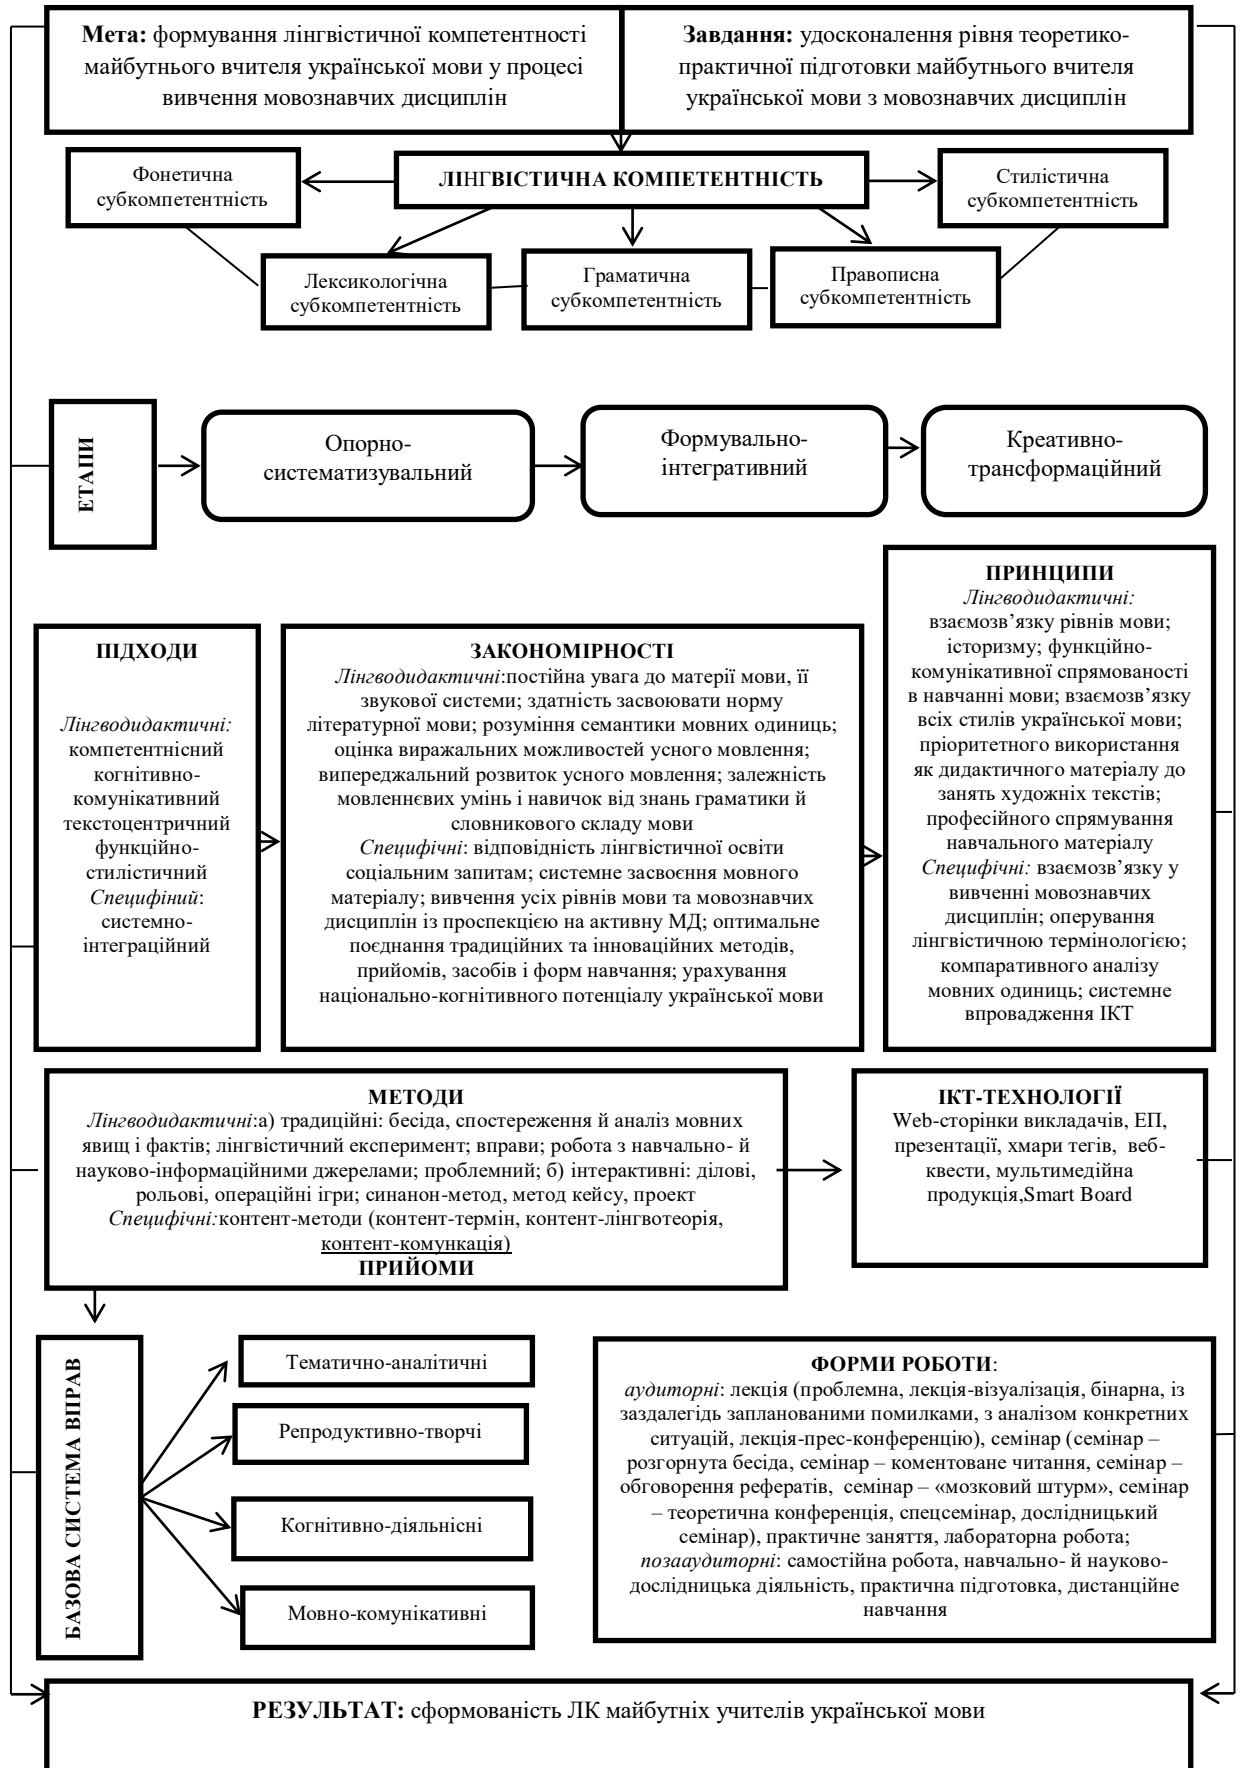 Мета: формування лінгвістичної компетентності
майбутнього вчителя української мови у процесі
вивчення мовознавчих дисциплін
Завдання: удосконалення рівня теоретико-
практичної підготовки майбутнього вчителя
української мови з мовознавчих дисциплін
Фонетична
субкомпетентність
ЛІНГВІСТИЧНА КОМПЕТЕНТНІСТЬ
Стилістична
субкомпетентність
Лексикологічна
субкомпетентність
Граматична
субкомпетентність
Правописна
субкомпетентність
ЕТАПИ
Опорно-
систематизувальний
Формувально-
інтегративний
Креативно-
трансформаційний
ПІДХОДИ
Лінгводидактичні:
компетентнісний
когнітивно-
комунікативний
текстоцентричний
функційно-
стилістичний
Специфіний:
системно-
інтеграційний
ЗАКОНОМІРНОСТІ
Лінгводидактичні:постійна увага до матерії мови, її
звукової системи; здатність засвоювати норму
літературної мови; розуміння семантики мовних одиниць;
оцінка виражальних можливостей усного мовлення;
випереджальний розвиток усного мовлення; залежність
мовленнєвих умінь і навичок від знань граматики й
словникового складу мови
Специфічні: відповідність лінгвістичної освіти
соціальним запитам; системне засвоєння мовного
матеріалу; вивчення усіх рівнів мови та мовознавчих
дисциплін із проспекцією на активну МД; оптимальне
поєднання традиційних та інноваційних методів,
прийомів, засобів і форм навчання; урахування
національно-когнітивного потенціалу української мови
ПРИНЦИПИ
Лінгводидактичні:
взаємозв’язку рівнів мови;
історизму; функційно-
комунікативної спрямованості
в навчанні мови; взаємозв’язку
всіх стилів української мови;
пріоритетного використання
як дидактичного матеріалу до
занять художніх текстів;
професійного спрямування
навчального матеріалу
Специфічні: взаємозв’язку у
вивченні мовознавчих
дисциплін; оперування
лінгвістичною термінологією;
компаративного аналізу
мовних одиниць; системне
впровадження ІКТ
МЕТОДИ
Лінгводидактичні:а) традиційні: бесіда, спостереження й аналіз мовних
явищ і фактів; лінгвістичний експеримент; вправи; робота з навчально- й
науково-інформаційними джерелами; проблемний; б) інтерактивні: ділові,
рольові, операційні ігри; синанон-метод, метод кейсу, проект
Специфічні:контент-методи (контент-термін, контент-лінгвотеорія,
контент-комункація)
ПРИЙОМИ
ІКТ-ТЕХНОЛОГІЇ
Web-сторінки викладачів, ЕП,
презентації, хмари тегів, веб-
квести, мультимедійна
продукція,Smart Board
БАЗОВА СИСТЕМА ВПРАВ
Тематично-аналітичні
Репродуктивно-творчі
Когнітивно-діяльнісні
Мовно-комунікативні
ФОРМИ РОБОТИ:
аудиторні: лекція (проблемна, лекція-візуалізація, бінарна, із
заздалегідь запланованими помилками, з аналізом конкретних
ситуацій, лекція-прес-конференцію), семінар (семінар –
розгорнута бесіда, семінар – коментоване читання, семінар –
обговорення рефератів, семінар – «мозковий штурм», семінар
– теоретична конференція, спецсемінар, дослідницький
семінар), практичне заняття, лабораторна робота;
позааудиторні: самостійна робота, навчально- й науково-
дослідницька діяльність, практична підготовка, дистанційне
навчання
РЕЗУЛЬТАТ: сформованість ЛК майбутніх учителів української мови